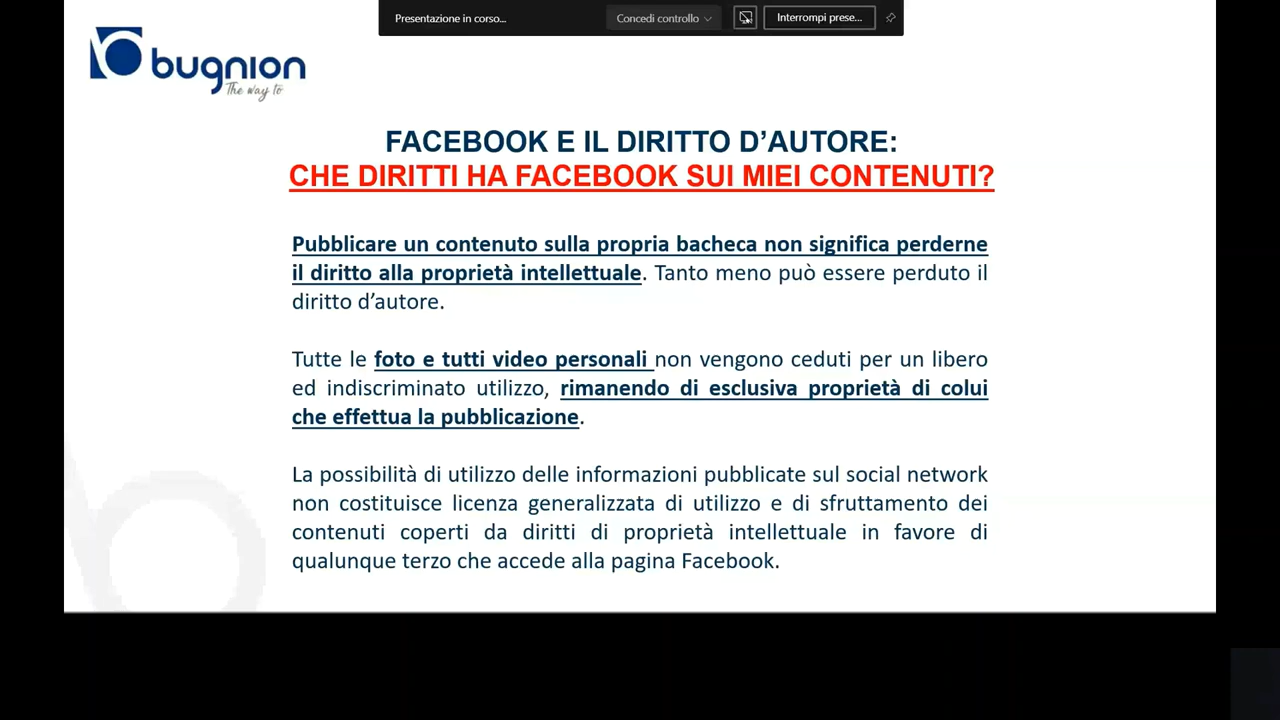 Presentazione in corso...
Concedi controllo
Interrompi prese...
bugnion
The way to
FACEBOOK E IL DIRITTO D’AUTORE:
CHE DIRITTI HA FACEBOOK SUI MIEI CONTENUTI?
Pubblicare un contenuto sulla propria bacheca non significa perderne
il diritto alla proprietà intellettuale. Tanto meno può essere perduto il
diritto d’autore.
Tutte le foto e tutti video personali non vengono ceduti per un libero
ed indiscriminato utilizzo, rimanendo di esclusiva proprietà di colui
che effettua la pubblicazione.
La possibilità di utilizzo delle informazioni pubblicate sul social network
non costituisce licenza generalizzata di utilizzo e di sfruttamento dei
contenuti coperti da diritti di proprietà intellettuale in favore di
qualunque terzo che accede alla pagina Facebook.